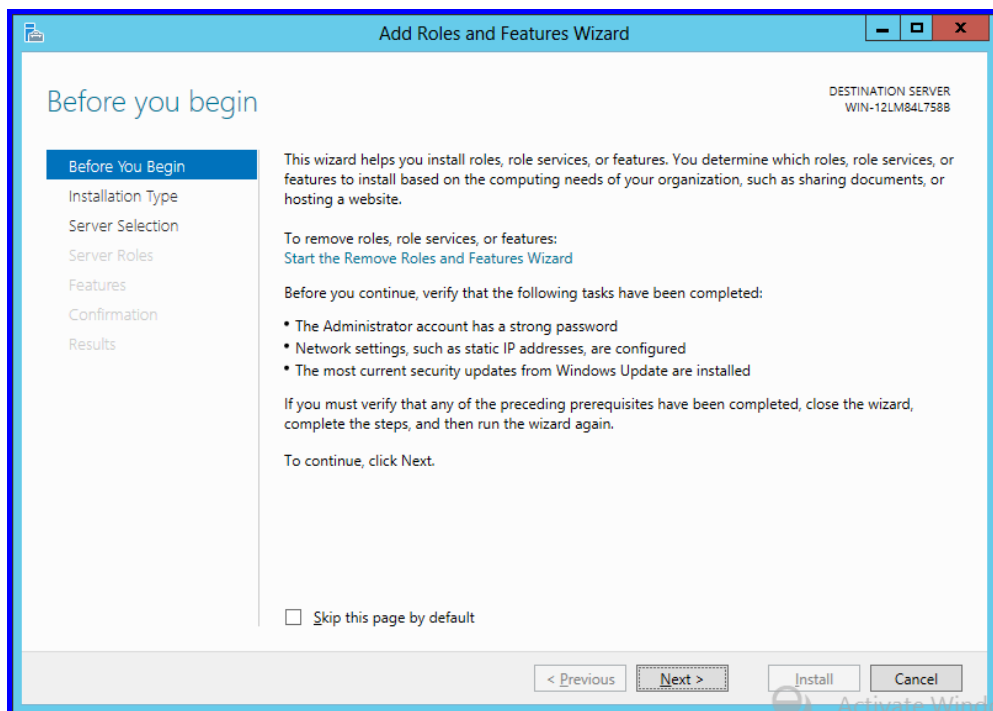 Add Roles and Features Wizard
Before you begin
DESTINATION SERVER
WIN-12LM84L758B
Before You Begin
Installation Type
Server Selection
Server Roles
Features
Confirmation
Results
This wizard helps you install roles, role services, or features. You determine which roles, role services, or
features to install based on the computing needs of your organization, such as sharing documents, or
hosting a website.
To remove roles, role services, or features:
Start the Remove Roles and Features Wizard
Before you continue, verify that the following tasks have been completed:
• The Administrator account has a strong password
• Network settings, such as static IP addresses, are configured
• The most current security updates from Windows Update are installed
If you must verify that any of the preceding prerequisites have been completed, close the wizard,
complete the steps, and then run the wizard again.
To continue, click Next.
Skip this page by default
< Previous
Next >
Install
Cancel
Activate Wind